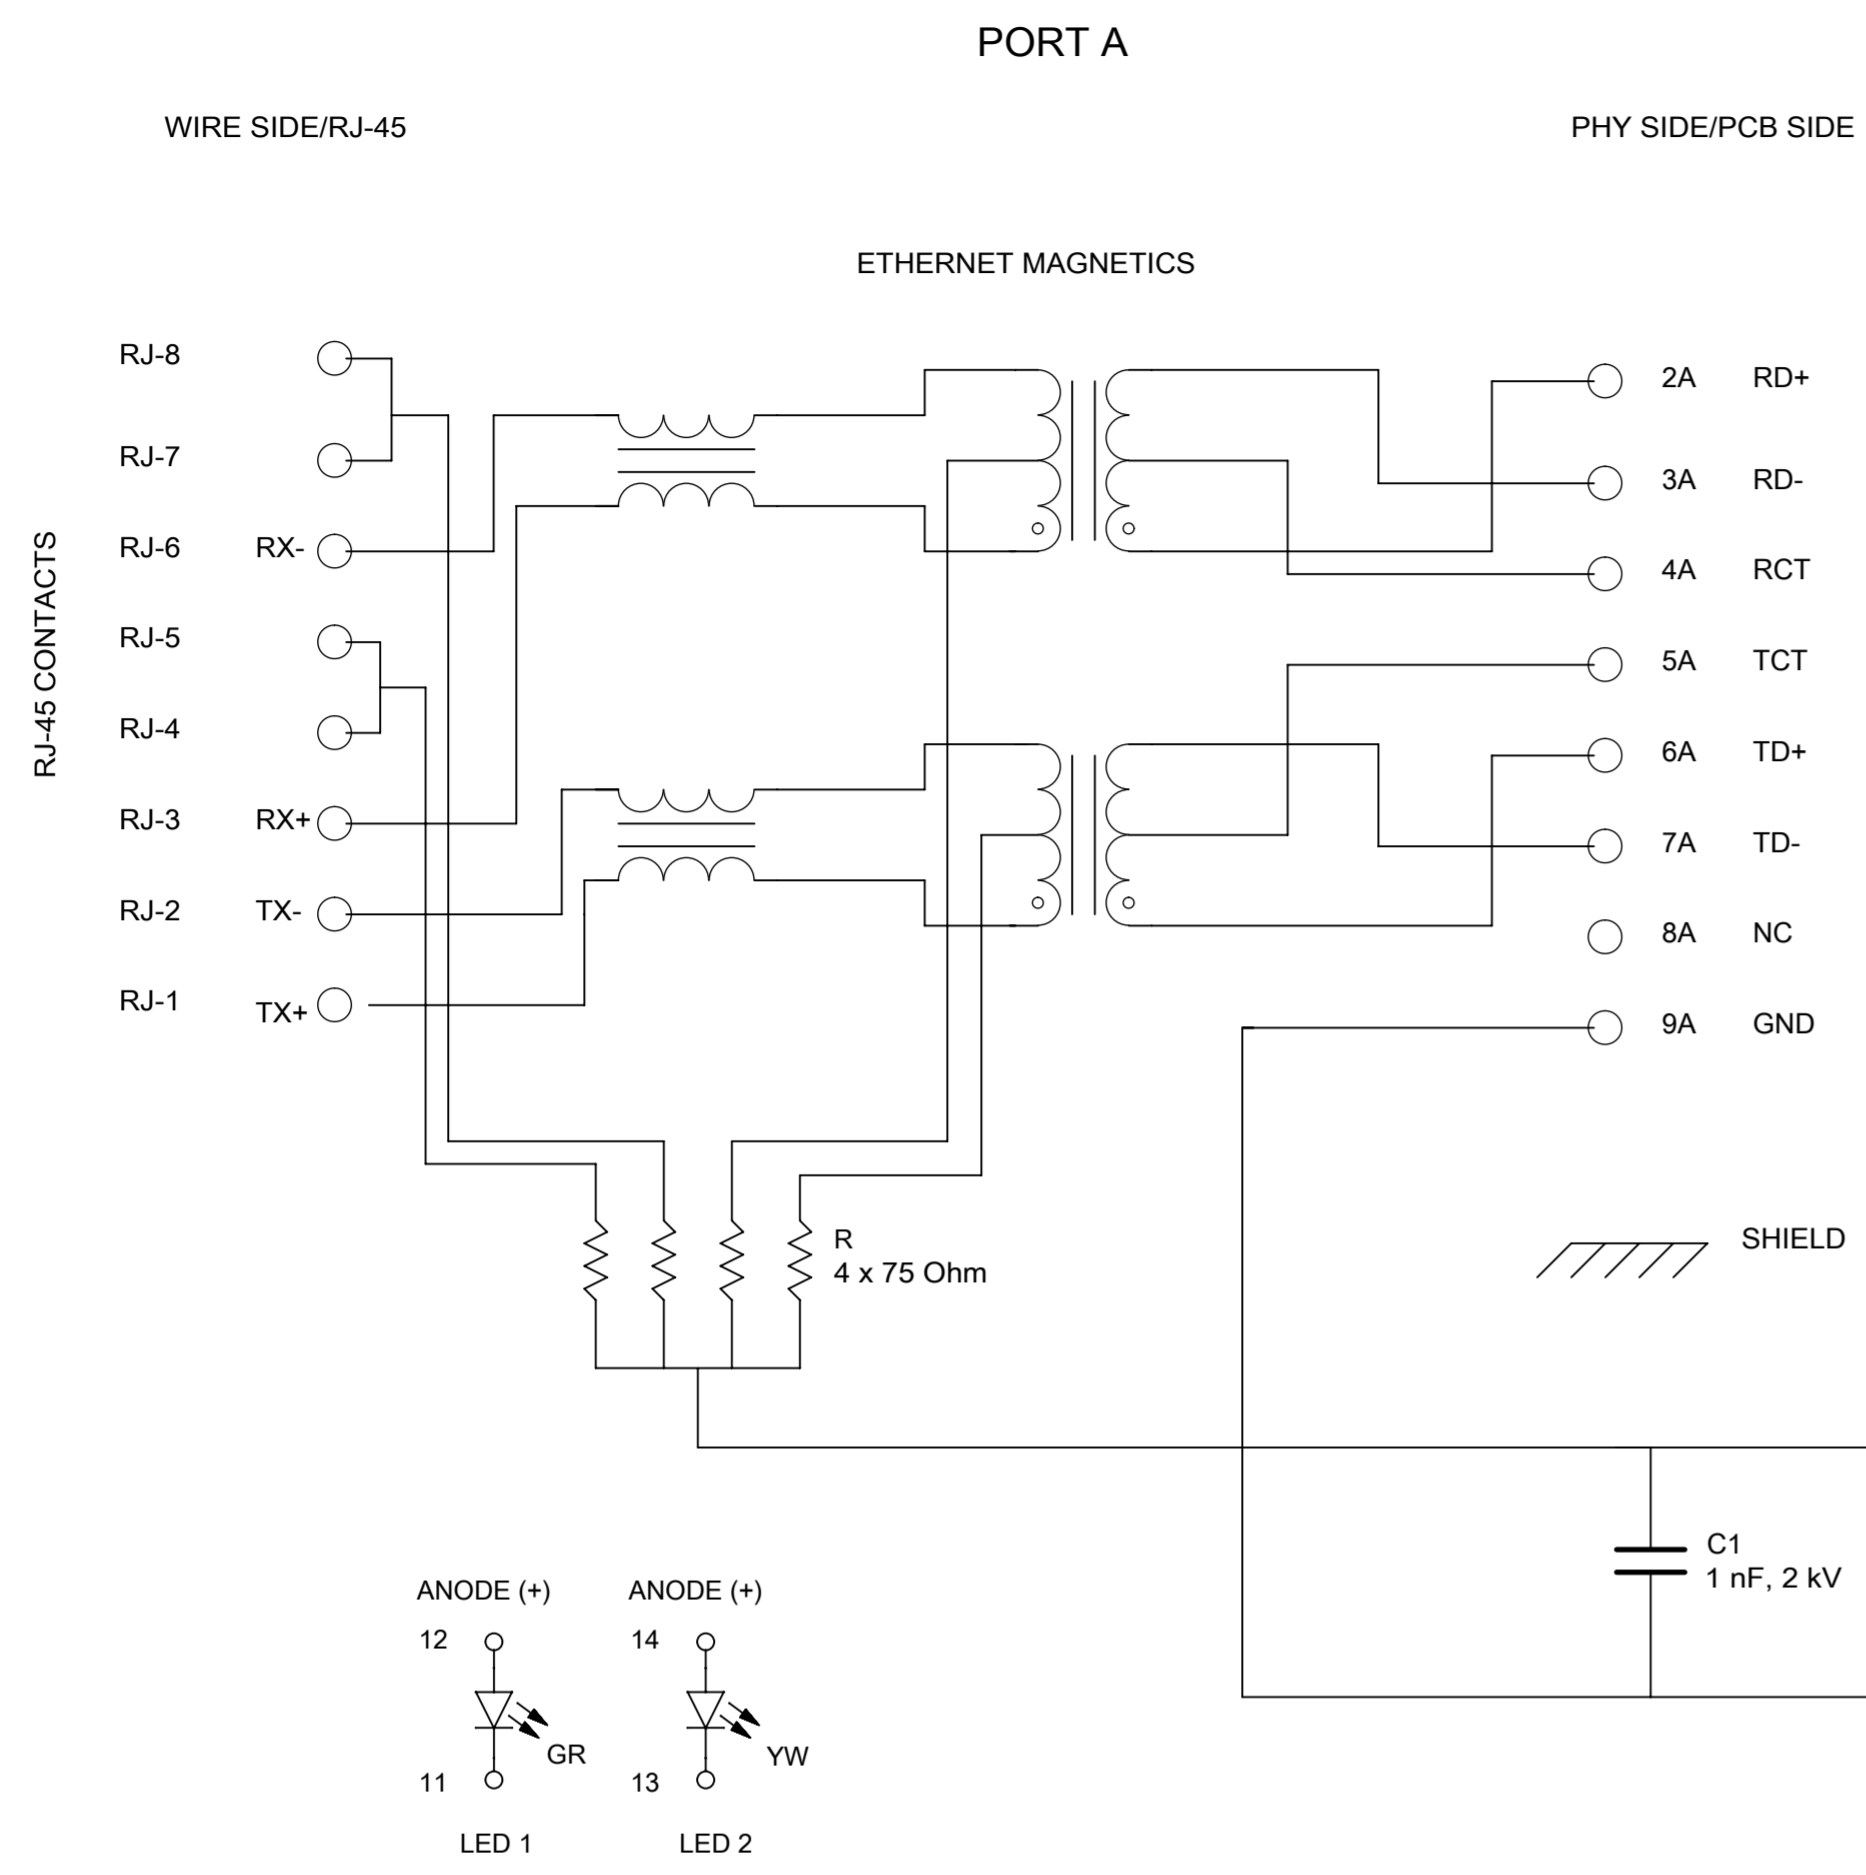 PORT A
WIRE SIDE/RJ-45
PHY SIDE/PCB SIDE
ETHERNET MAGNETICS
RJ-45 CONTACTS
RJ-8
RJ-7
RJ-6 RX-
RJ-5
RJ-4
RJ-3 RX+
RJ-2 TX-
RJ-1 TX+
2A RD+
3A RD-
4A RCT
5A TCT
6A TD+
7A TD-
8A NC
9A GND
R
4 x 75 Ohm
SHIELD
C1
1 nF, 2 kV
ANODE (+) ANODE (+)
12 14
GR YW
11 13
LED 1 LED 2